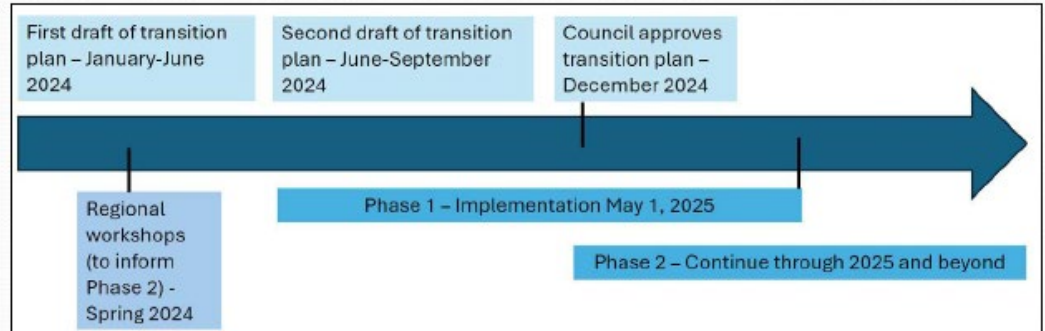 First draft of transition
plan – January-June
2024
Second draft of transition
plan – June-September
2024
Council approves
transition plan –
December 2024
Regional
workshops
(to inform
Phase 2) -
Spring 2024
Phase 1 – Implementation May 1, 2025
Phase 2 – Continue through 2025 and beyond